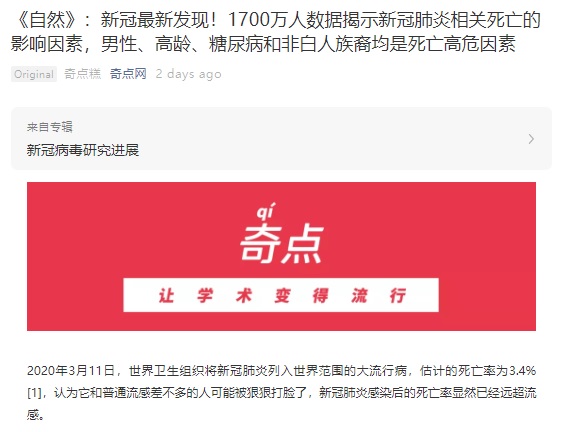 《自然》：新冠最新发现！1700万人数据揭示新冠肺炎相关死亡的
影响因素，男性、高龄、糖尿病和非白人族裔均是死亡高危因素
Original 奇点糕 奇点网 2 days ago
来自专辑
新冠病毒研究进展
qí
奇点
让学术变得流行
2020年3月11日，世界卫生组织将新冠肺炎列入世界范围的大流行病，估计的死亡率为3.4%
[1]，认为它和普通流感差不多的人可能被狠狠打脸了，新冠肺炎感染后的死亡率显然已经远超流
感。